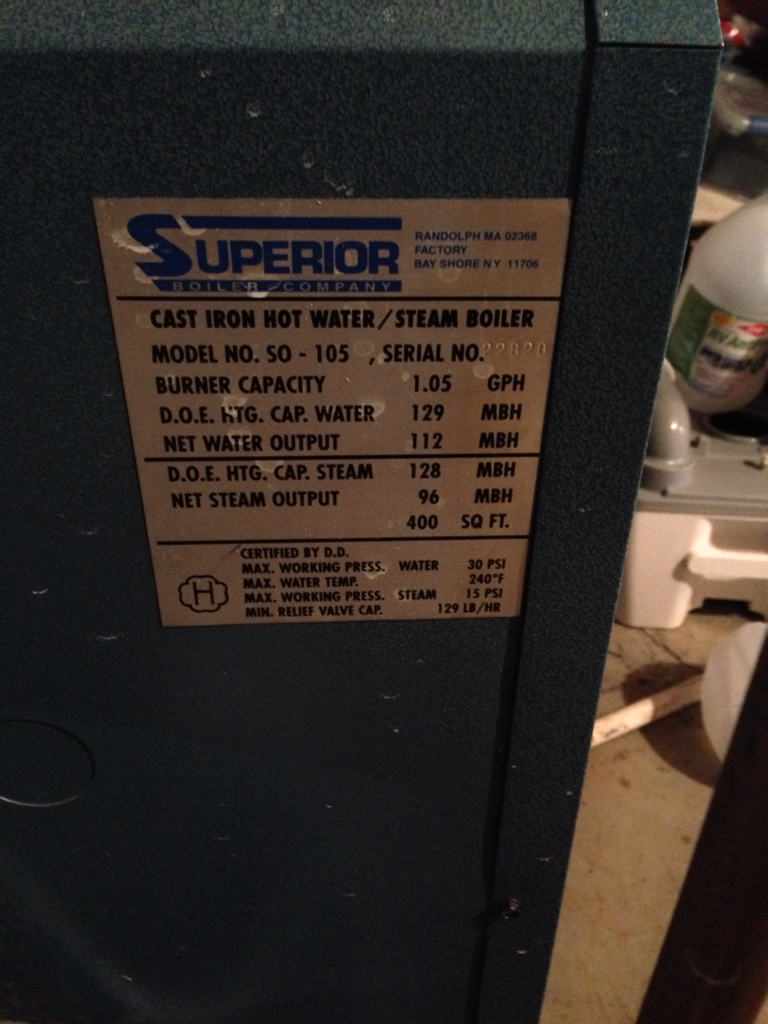 SUPERIOR
BOILER COMPANY
RANDOLPH MA 02368
FACTORY
BAY SHORE NY 11706
CAST IRON HOT WATER/STEAM BOILER
MODEL NO. SO - 105 , SERIAL NO. 22820
BURNER CAPACITY 1.05 GPH
D.O.E. HTG. CAP. WATER 129 MBH
NET WATER OUTPUT 112 MBH
D.O.E. HTG. CAP. STEAM 128 MBH
NET STEAM OUTPUT 96 MBH
400 SQ FT.
CERTIFIED BY D.D.
MAX. WORKING PRESS. WATER 30 PSI
MAX. WATER TEMP. 240°F
MAX. WORKING PRESS. STEAM 15 PSI
MIN. RELIEF VALVE CAP. 129 LB/HR
H